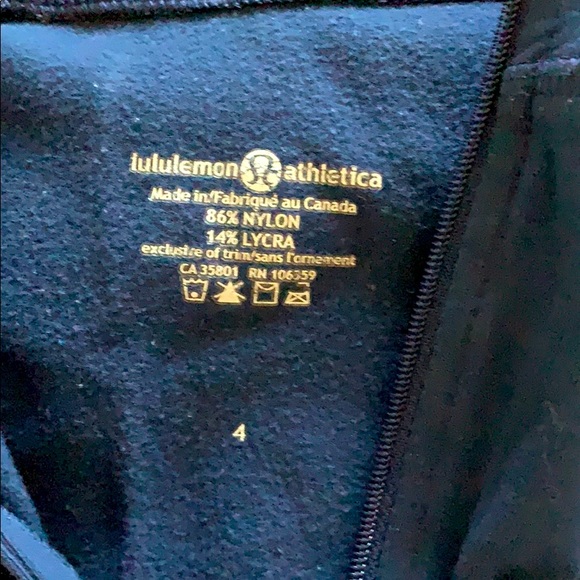 lululemon athletica
Made in/Fabriqué au Canada
86% NYLON
14% LYCRA
exclusive of trim/sans l'ornement
CA 35801 RN 106359
4